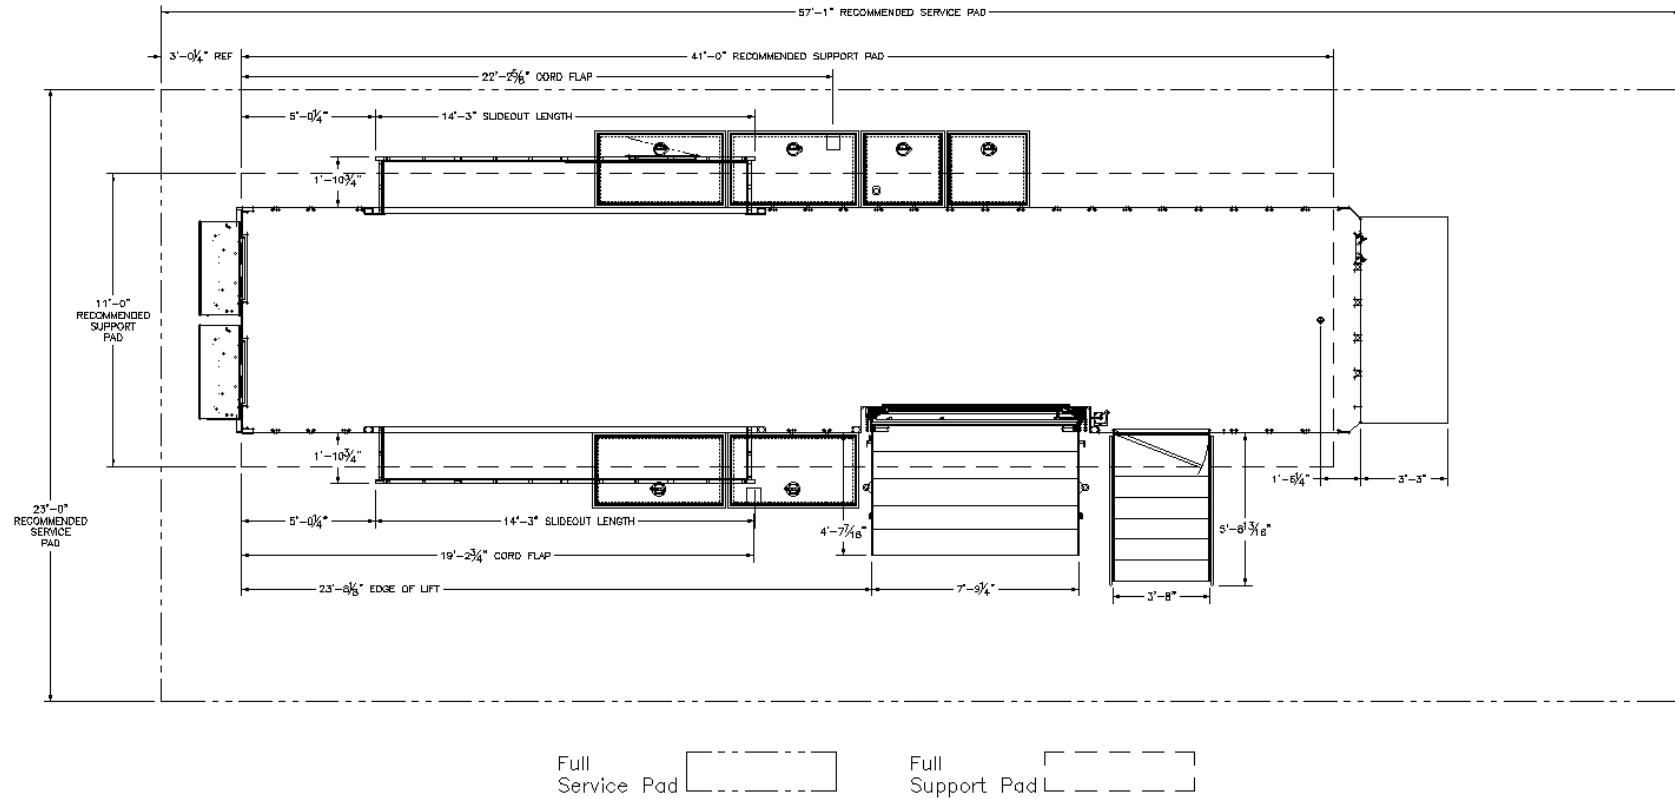 57'-1" RECOMMENDED SERVICE PAD
3'-0¼" REF
41'-0" RECOMMENDED SUPPORT PAD
22'-2⅝" CORD FLAP
5'-0¼"
14'-3" SLIDEOUT LENGTH
1'-10¾"
11'-0"
RECOMMENDED
SUPPORT
PAD
1'-10¾"
23'-0"
RECOMMENDED
SERVICE
PAD
1'-6¼"
3'-3"
5'-0¼"
14'-3" SLIDEOUT LENGTH
4'-7 7/16"
5'-8 13/16"
19'-2¾" CORD FLAP
23'-8⅛" EDGE OF LIFT
7'-9¼"
3'-8"
Full
Service Pad
Full
Support Pad